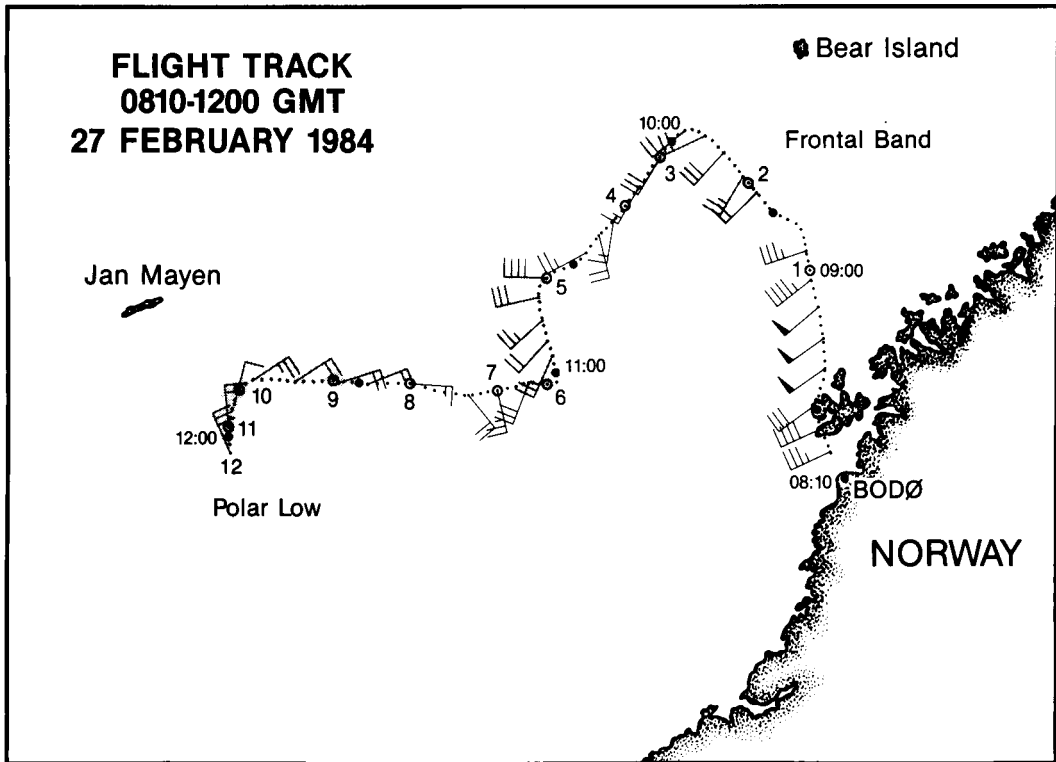 FLIGHT TRACK
0810-1200 GMT
27 FEBRUARY 1984
Bear Island
Frontal Band
10:00
3
2
4
1
09:00
Jan Mayen
5
11:00
7
6
10
9
8
11
12:00
12
08:10
BODØ
Polar Low
NORWAY